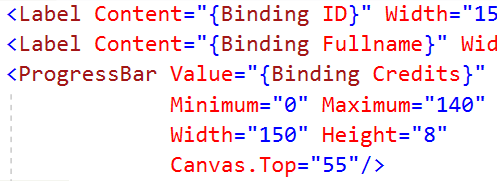 <Label Content="{Binding ID}" Width="15
<Label Content="{Binding Fullname}" Wid
<ProgressBar Value="{Binding Credits}"
Minimum="0" Maximum="140"
Width="150" Height="8"
Canvas.Top="55"/>